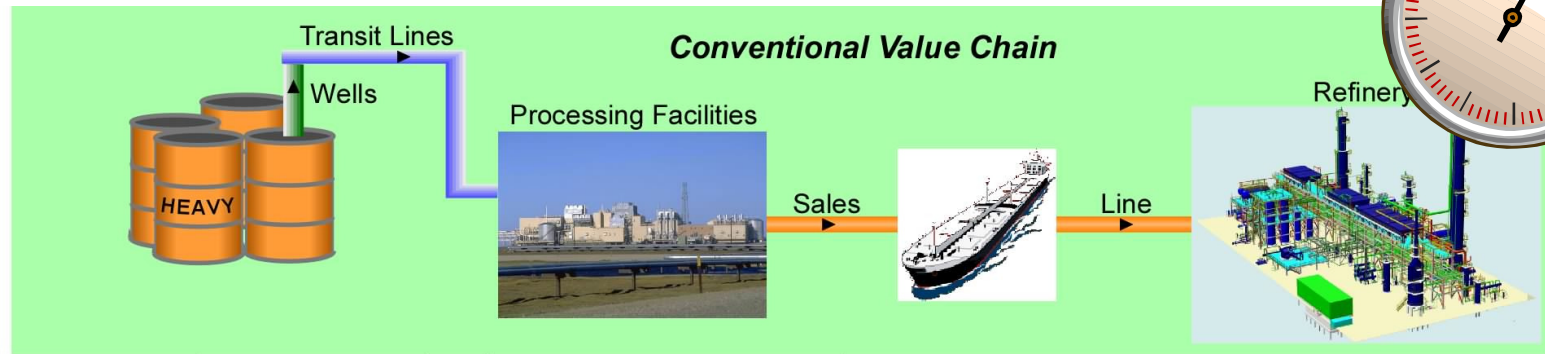 Conventional Value Chain
Transit Lines
Wells
HEAVY
Processing Facilities
Sales
Line
Refinery